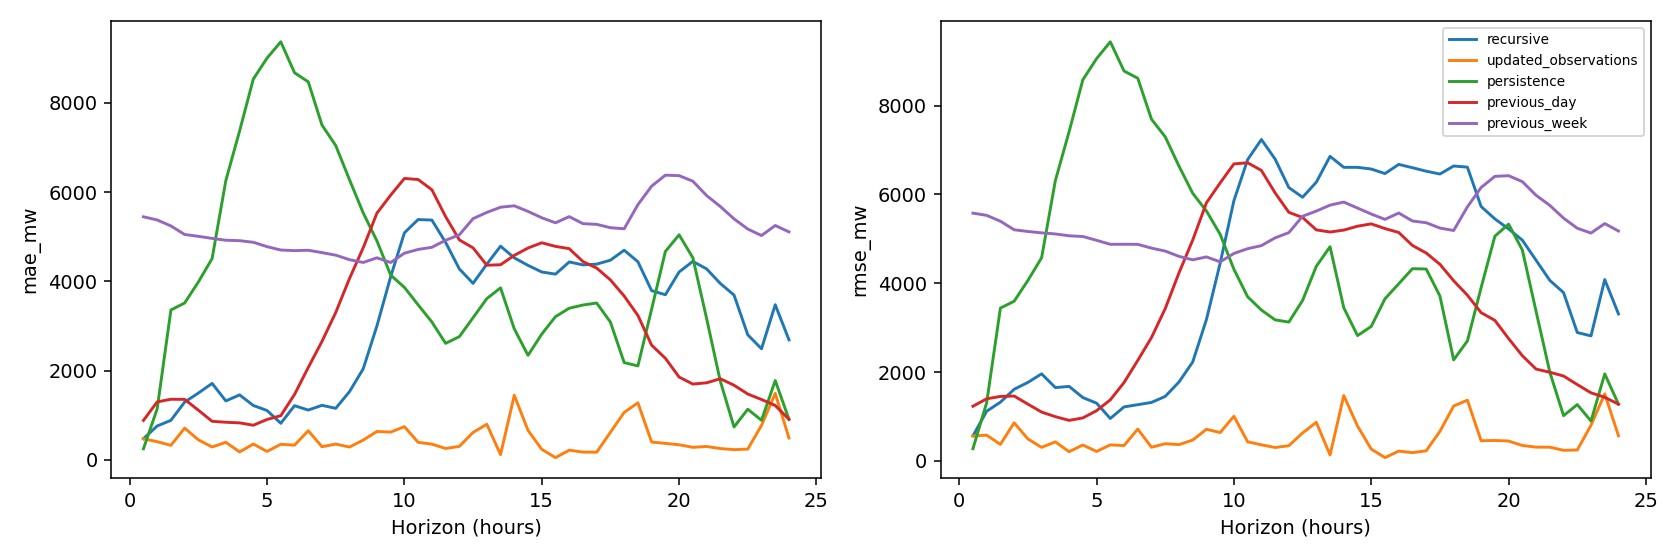 mae_mw
8000
6000
4000
2000
0
0 5 10 15 20 25
Horizon (hours)
rmse_mw
8000
6000
4000
2000
0
0 5 10 15 20 25
Horizon (hours)
recursive
updated_observations
persistence
previous_day
previous_week